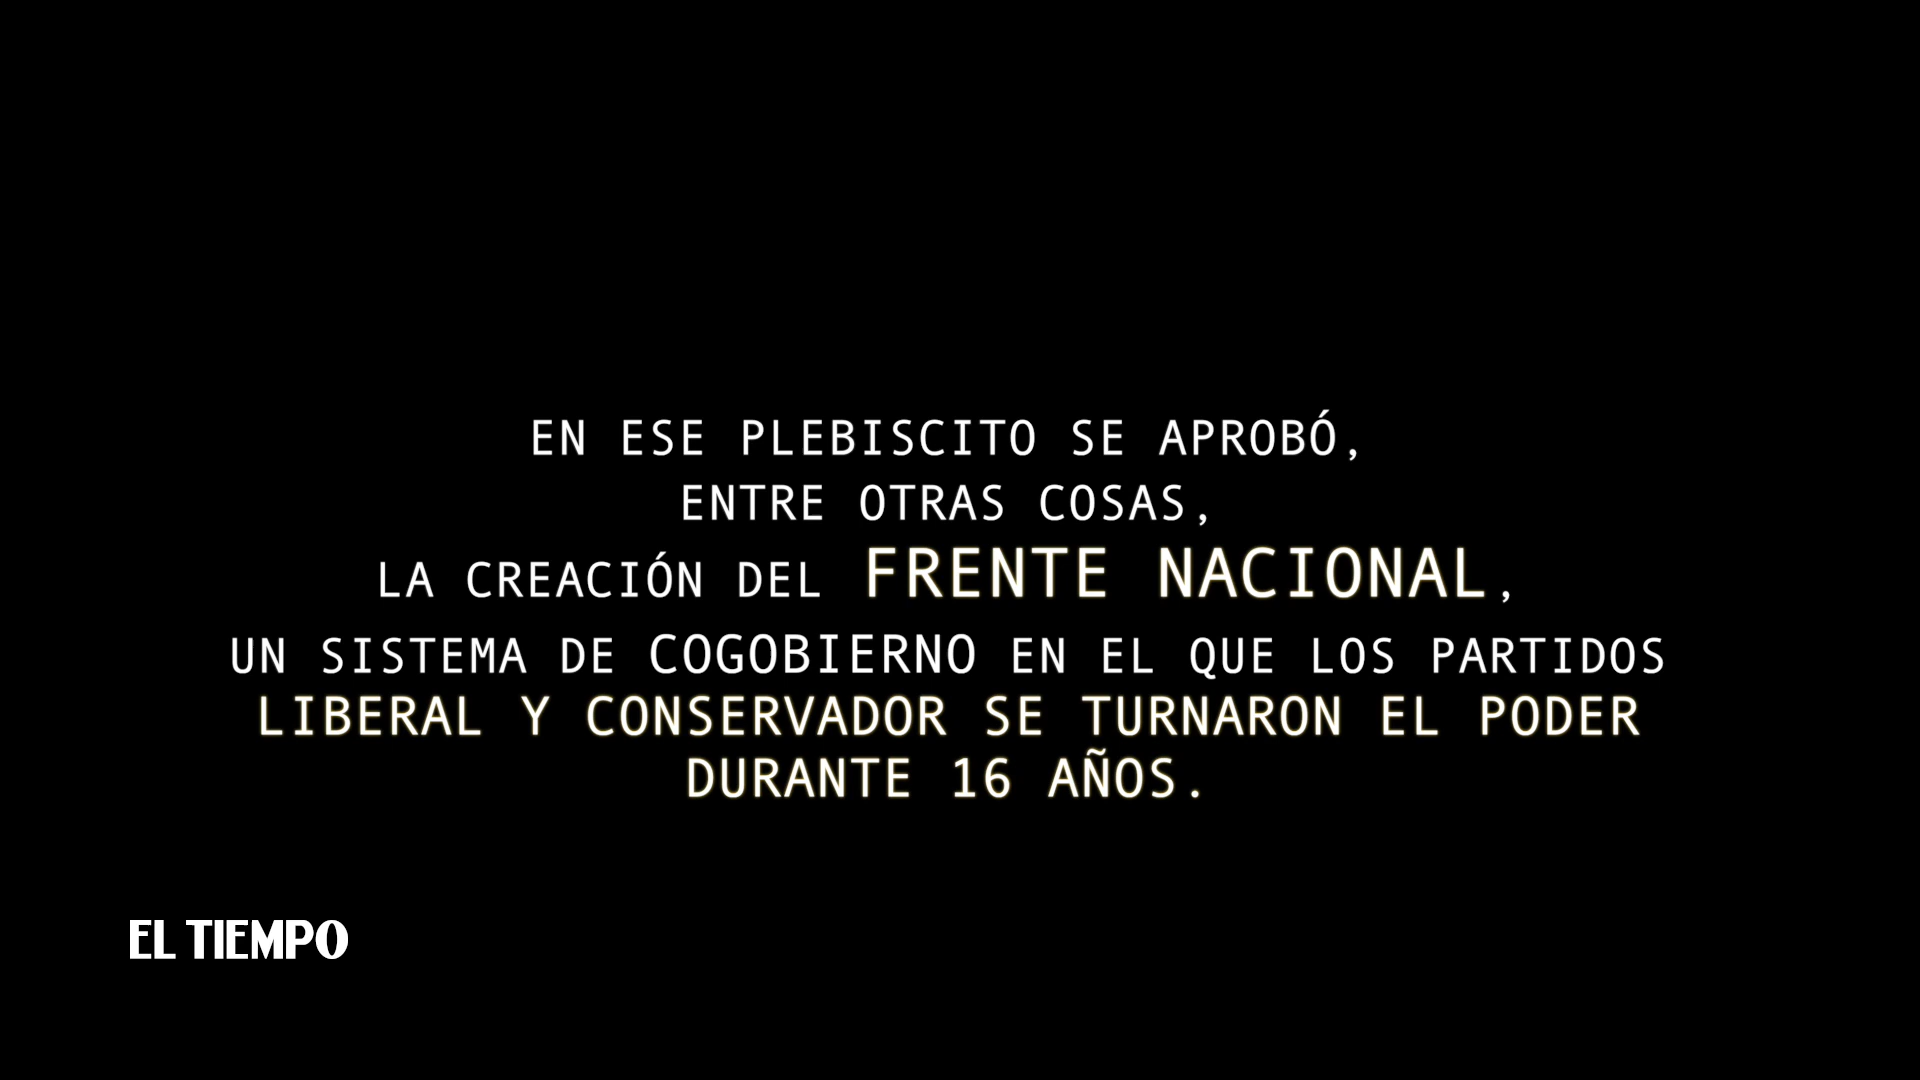 EN ESE PLEBISCITO SE APROBÓ,
ENTRE OTRAS COSAS,
LA CREACIÓN DEL FRENTE NACIONAL,
UN SISTEMA DE COGOBIERNO EN EL QUE LOS PARTIDOS
LIBERAL Y CONSERVADOR SE TURNARON EL PODER
DURANTE 16 AÑOS.
EL TIEMPO